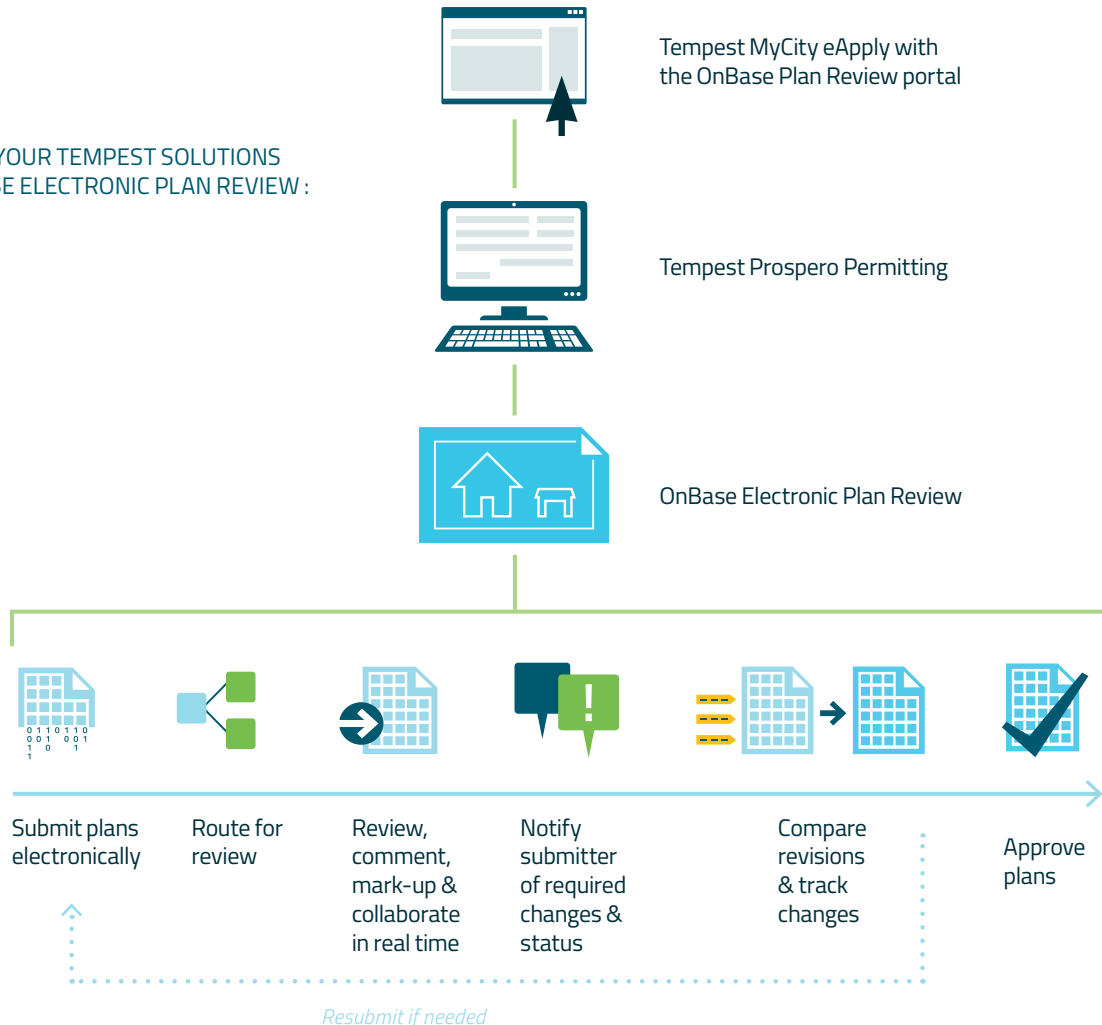 Tempest MyCity eApply with
the OnBase Plan Review portal
YOUR TEMPEST SOLUTIONS
ELECTRONIC PLAN REVIEW :
Tempest Prospero Permitting
OnBase Electronic Plan Review
Submit plans
electronically
Route for
review
Review,
comment,
mark-up &
collaborate
in real time
Notify
submitter
of required
changes &
status
Compare
revisions
& track
changes
Approve
plans
Resubmit if needed